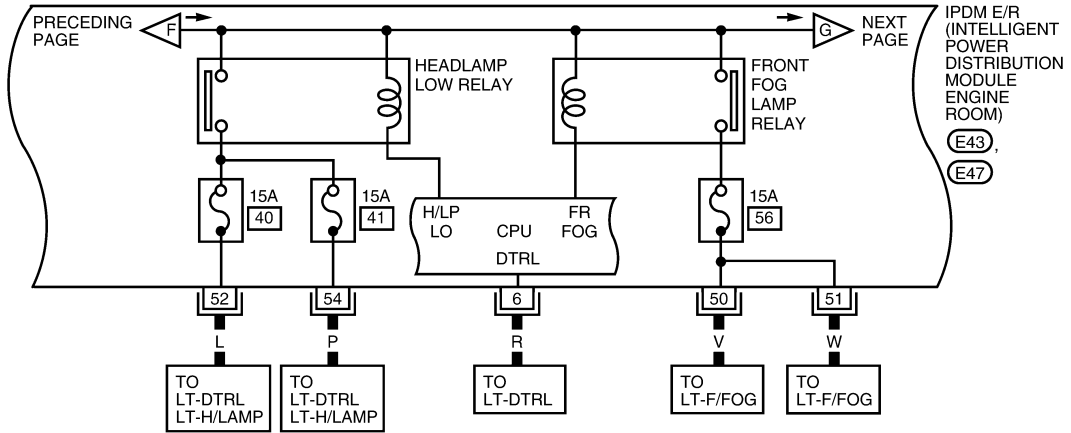 PRECEDING
PAGE
F
G
NEXT
PAGE
IPDM E/R
(INTELLIGENT
POWER
DISTRIBUTION
MODULE
ENGINE
ROOM)
E43,
E47
HEADLAMP
LOW RELAY
FRONT
FOG
LAMP
RELAY
15A
40
15A
41
H/LP
LO
CPU
FR
FOG
DTRL
15A
56
52
54
6
50
51
L
P
R
V
W
TO
LT-DTRL
LT-H/LAMP
TO
LT-DTRL
LT-H/LAMP
TO
LT-DTRL
TO
LT-F/FOG
TO
LT-F/FOG